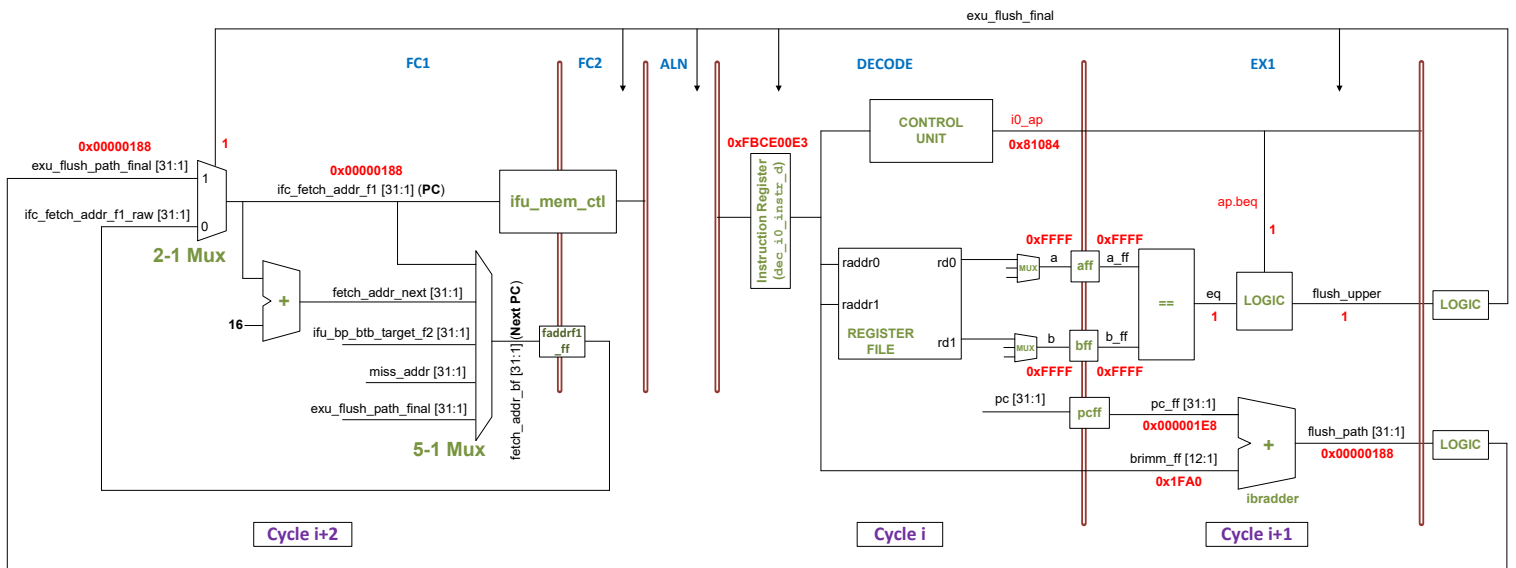 exu_flush_final
FC1
FC2
ALN
DECODE
EX1
0x00000188
exu_flush_path_final [31:1]
1
1
ifc_fetch_addr_f1_raw [31:1]
0
2-1 Mux
0x00000188
ifc_fetch_addr_f1 [31:1] (PC)
ifu_mem_ctl
+
16
fetch_addr_next [31:1]
ifu_bp_btb_target_f2 [31:1]
miss_addr [31:1]
exu_flush_path_final [31:1]
5-1 Mux
fetch_addr_bf [31:1] (Next PC)
faddrf1
_ff
0xFBCE00E3
Instruction Register
(dec_i0_instr_d)
CONTROL
UNIT
i0_ap
0x81084
ap.beq
1
raddr0
raddr1
rd0
rd1
REGISTER
FILE
MUX
a
0xFFFF
aff
0xFFFF
a_ff
MUX
b
0xFFFF
bff
b_ff
0xFFFF
==
eq
1
LOGIC
flush_upper
1
LOGIC
pc [31:1]
pcff
pc_ff [31:1]
0x000001E8
brimm_ff [12:1]
0x1FA0
+
ibradder
flush_path [31:1]
0x00000188
LOGIC
Cycle i+2
Cycle i
Cycle i+1